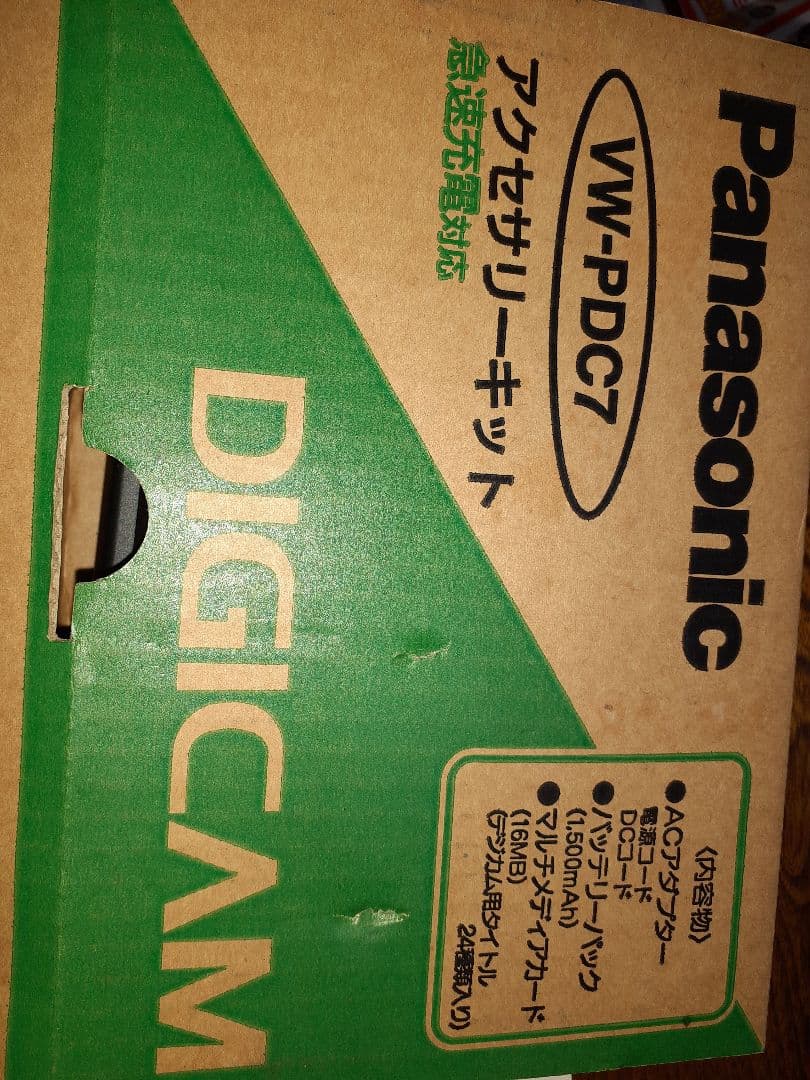 Panasonic
VW-PDC7
アクセサリーキット
急速充電対応
DIGICAM
〈内容物〉
●ACアダプター
電源コード
DCコード
●バッテリーパック
(1,500mAh)
●マルチメディアカード
(16MB)
(デジカム用タイトル
24種類入り)